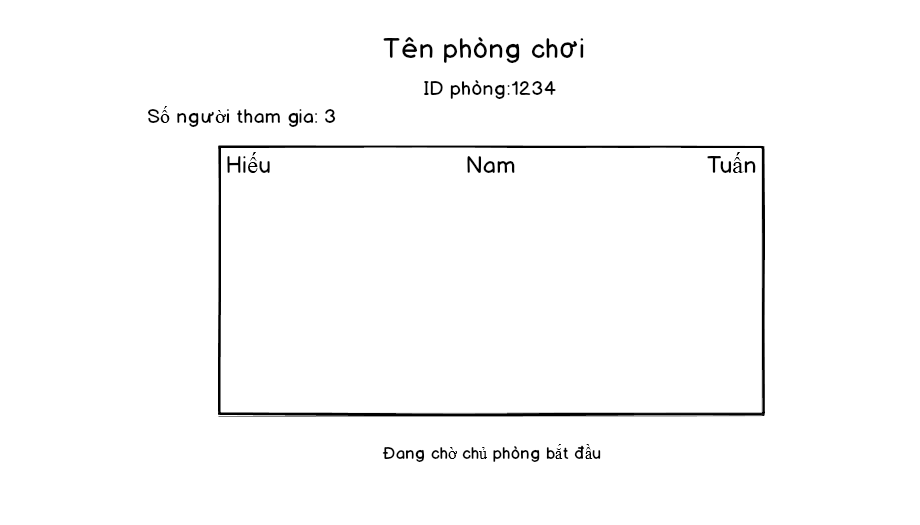 Tên phòng chơi
ID phòng:1234
Số người tham gia: 3
Hiếu Nam Tuấn
Đang chờ chủ phòng bắt đầu